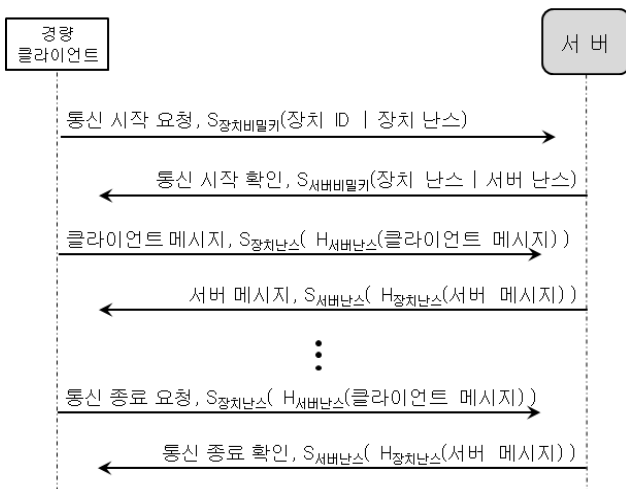 경량
클라이언트
서 버
통신 시작 요청, S장치비밀키(장치 ID | 장치 난스)
통신 시작 확인, S서버비밀키(장치 난스 | 서버 난스)
클라이언트 메시지, S장치난스( H서버난스(클라이언트 메시지) )
서버 메시지, S서버난스( H장치난스(서버 메시지) )
통신 종료 요청, S장치난스( H서버난스(클라이언트 메시지) )
통신 종료 확인, S서버난스( H장치난스(서버 메시지) )